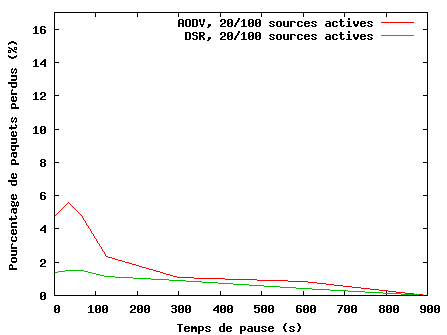 AODV, 20/100 sources actives
DSR, 20/100 sources actives
Pourcentage de paquets perdus (%)
16
14
12
10
8
6
4
2
0
0 100 200 300 400 500 600 700 800 900
Temps de pause (s)